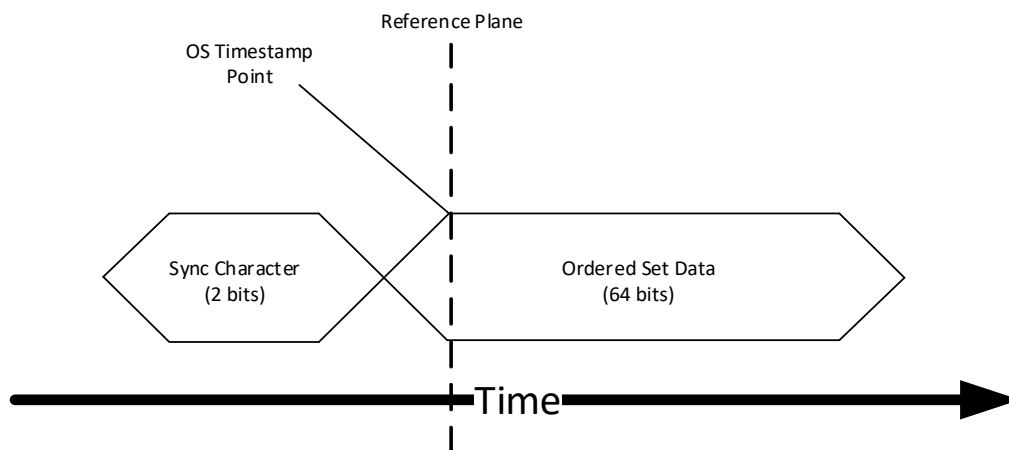 Reference Plane
OS Timestamp
Point
Sync Character
(2 bits)
Ordered Set Data
(64 bits)
Time